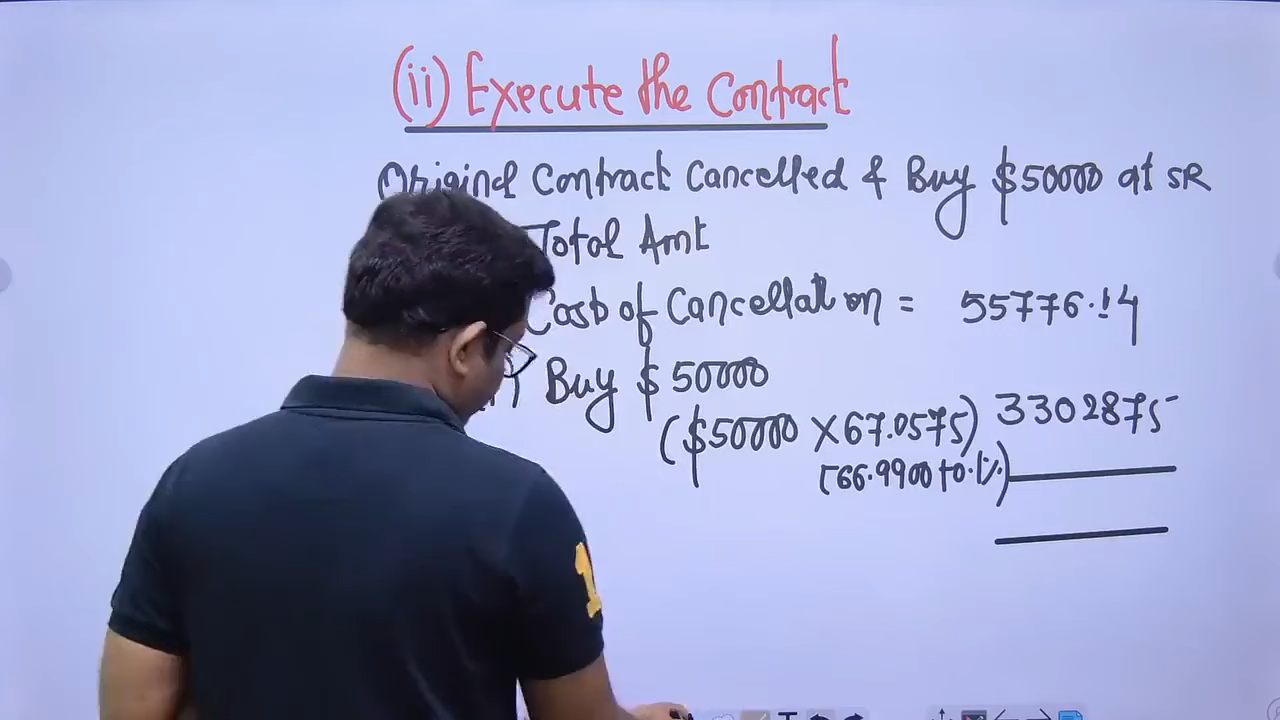 (ii) Execute the Contract
Original Contract Cancelled & Buy $50000 at SR
Total Amt
Cost of Cancellation = 55776.14
Buy $50000
($50000 X 67.0575) 3302875
(66.9900+0.1%)
1